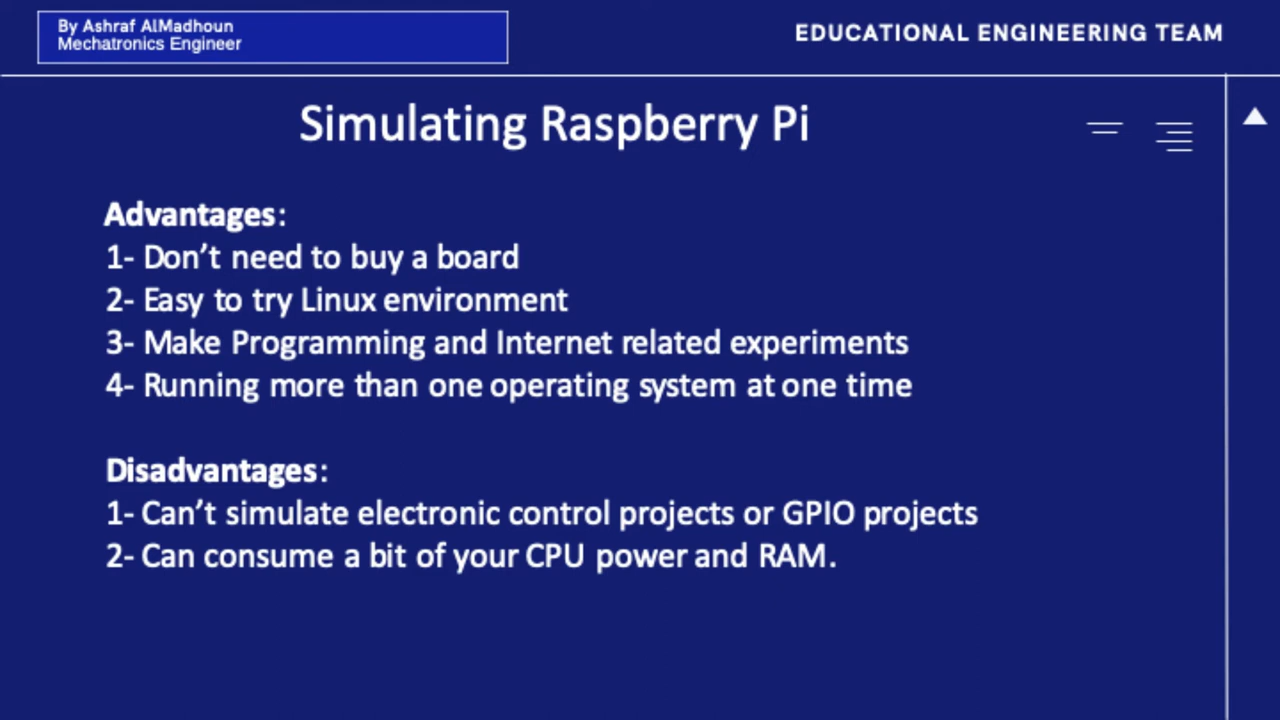 By Ashraf AlMadhoun
Mechatronics Engineer
EDUCATIONAL ENGINEERING TEAM
Simulating Raspberry Pi
Advantages:
1- Don’t need to buy a board
2- Easy to try Linux environment
3- Make Programming and Internet related experiments
4- Running more than one operating system at one time
Disadvantages:
1- Can’t simulate electronic control projects or GPIO projects
2- Can consume a bit of your CPU power and RAM.